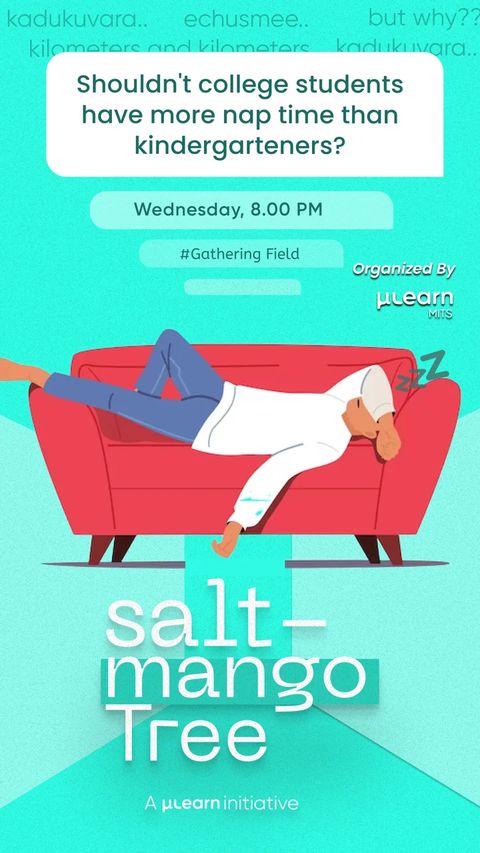 kadukuvara.. echusmee.. but why??
kilometers and kilometers kadukuvara..
Shouldn't college students
have more nap time than
kindergarteners?
Wednesday, 8.00 PM
#Gathering Field
Organized By
µLearn
MITS
zzz
salt-
mango
Tree
A µLearn initiative